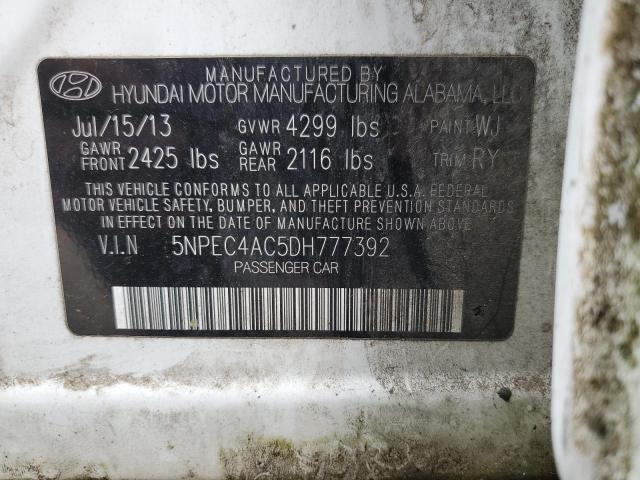 MANUFACTURED BY
HYUNDAI MOTOR MANUFACTURING ALABAMA, LLC
Jul/15/13 GVWR 4299 lbs PAINT WJ
GAWR FRONT 2425 lbs GAWR REAR 2116 lbs TRIM RY
THIS VEHICLE CONFORMS TO ALL APPLICABLE U.S.A. FEDERAL
MOTOR VEHICLE SAFETY, BUMPER, AND THEFT PREVENTION STANDARDS
IN EFFECT ON THE DATE OF MANUFACTURE SHOWN ABOVE.
V.I.N 5NPEC4AC5DH777392
PASSENGER CAR